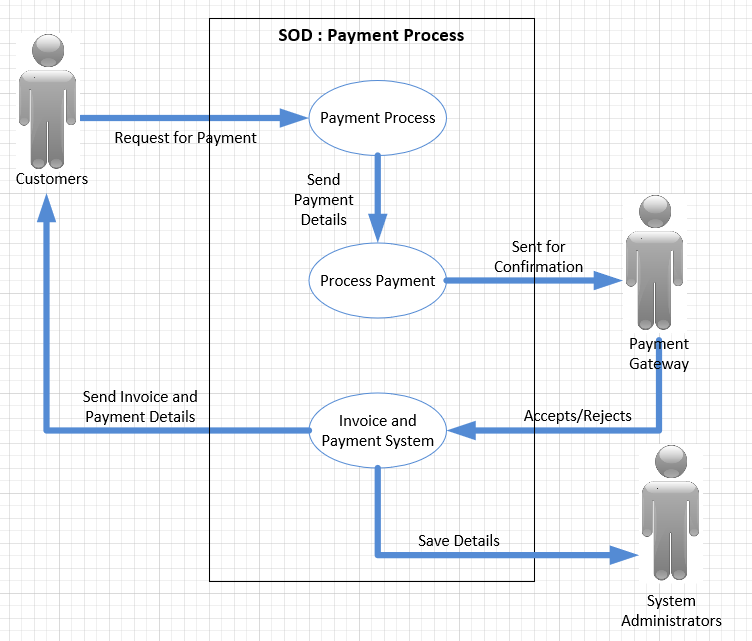 SOD : Payment Process
Payment Process
Request for Payment
Customers
Send
Payment
Details
Sent for
Confirmation
Process Payment
Payment
Gateway
Send Invoice and
Payment Details
Invoice and
Payment System
Accepts/Rejects
Save Details
System
Administrators